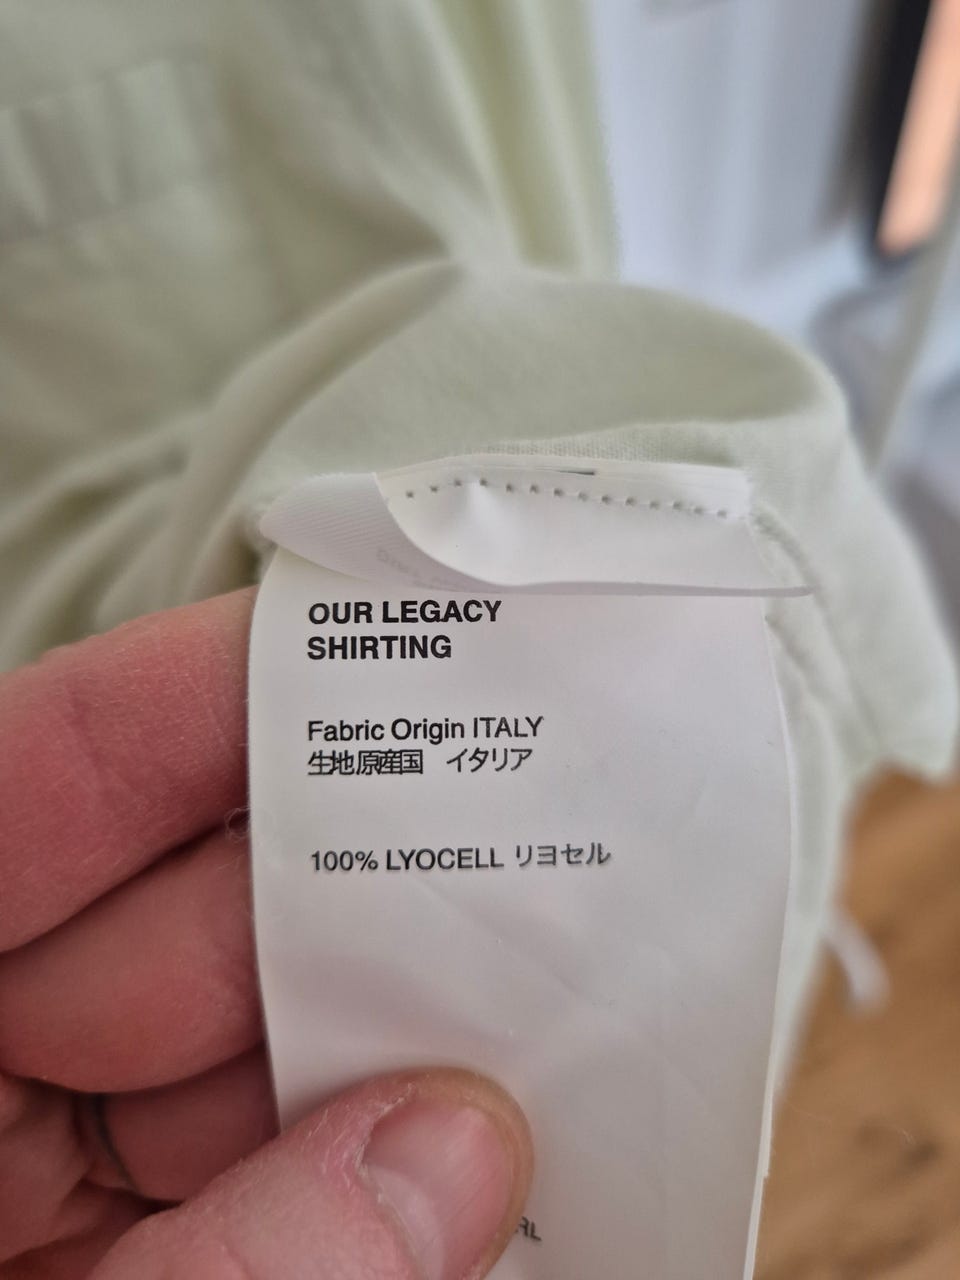 OUR LEGACY
SHIRTING
Fabric Origin ITALY
生地原産国　イタリア
100% LYOCELL リヨセル